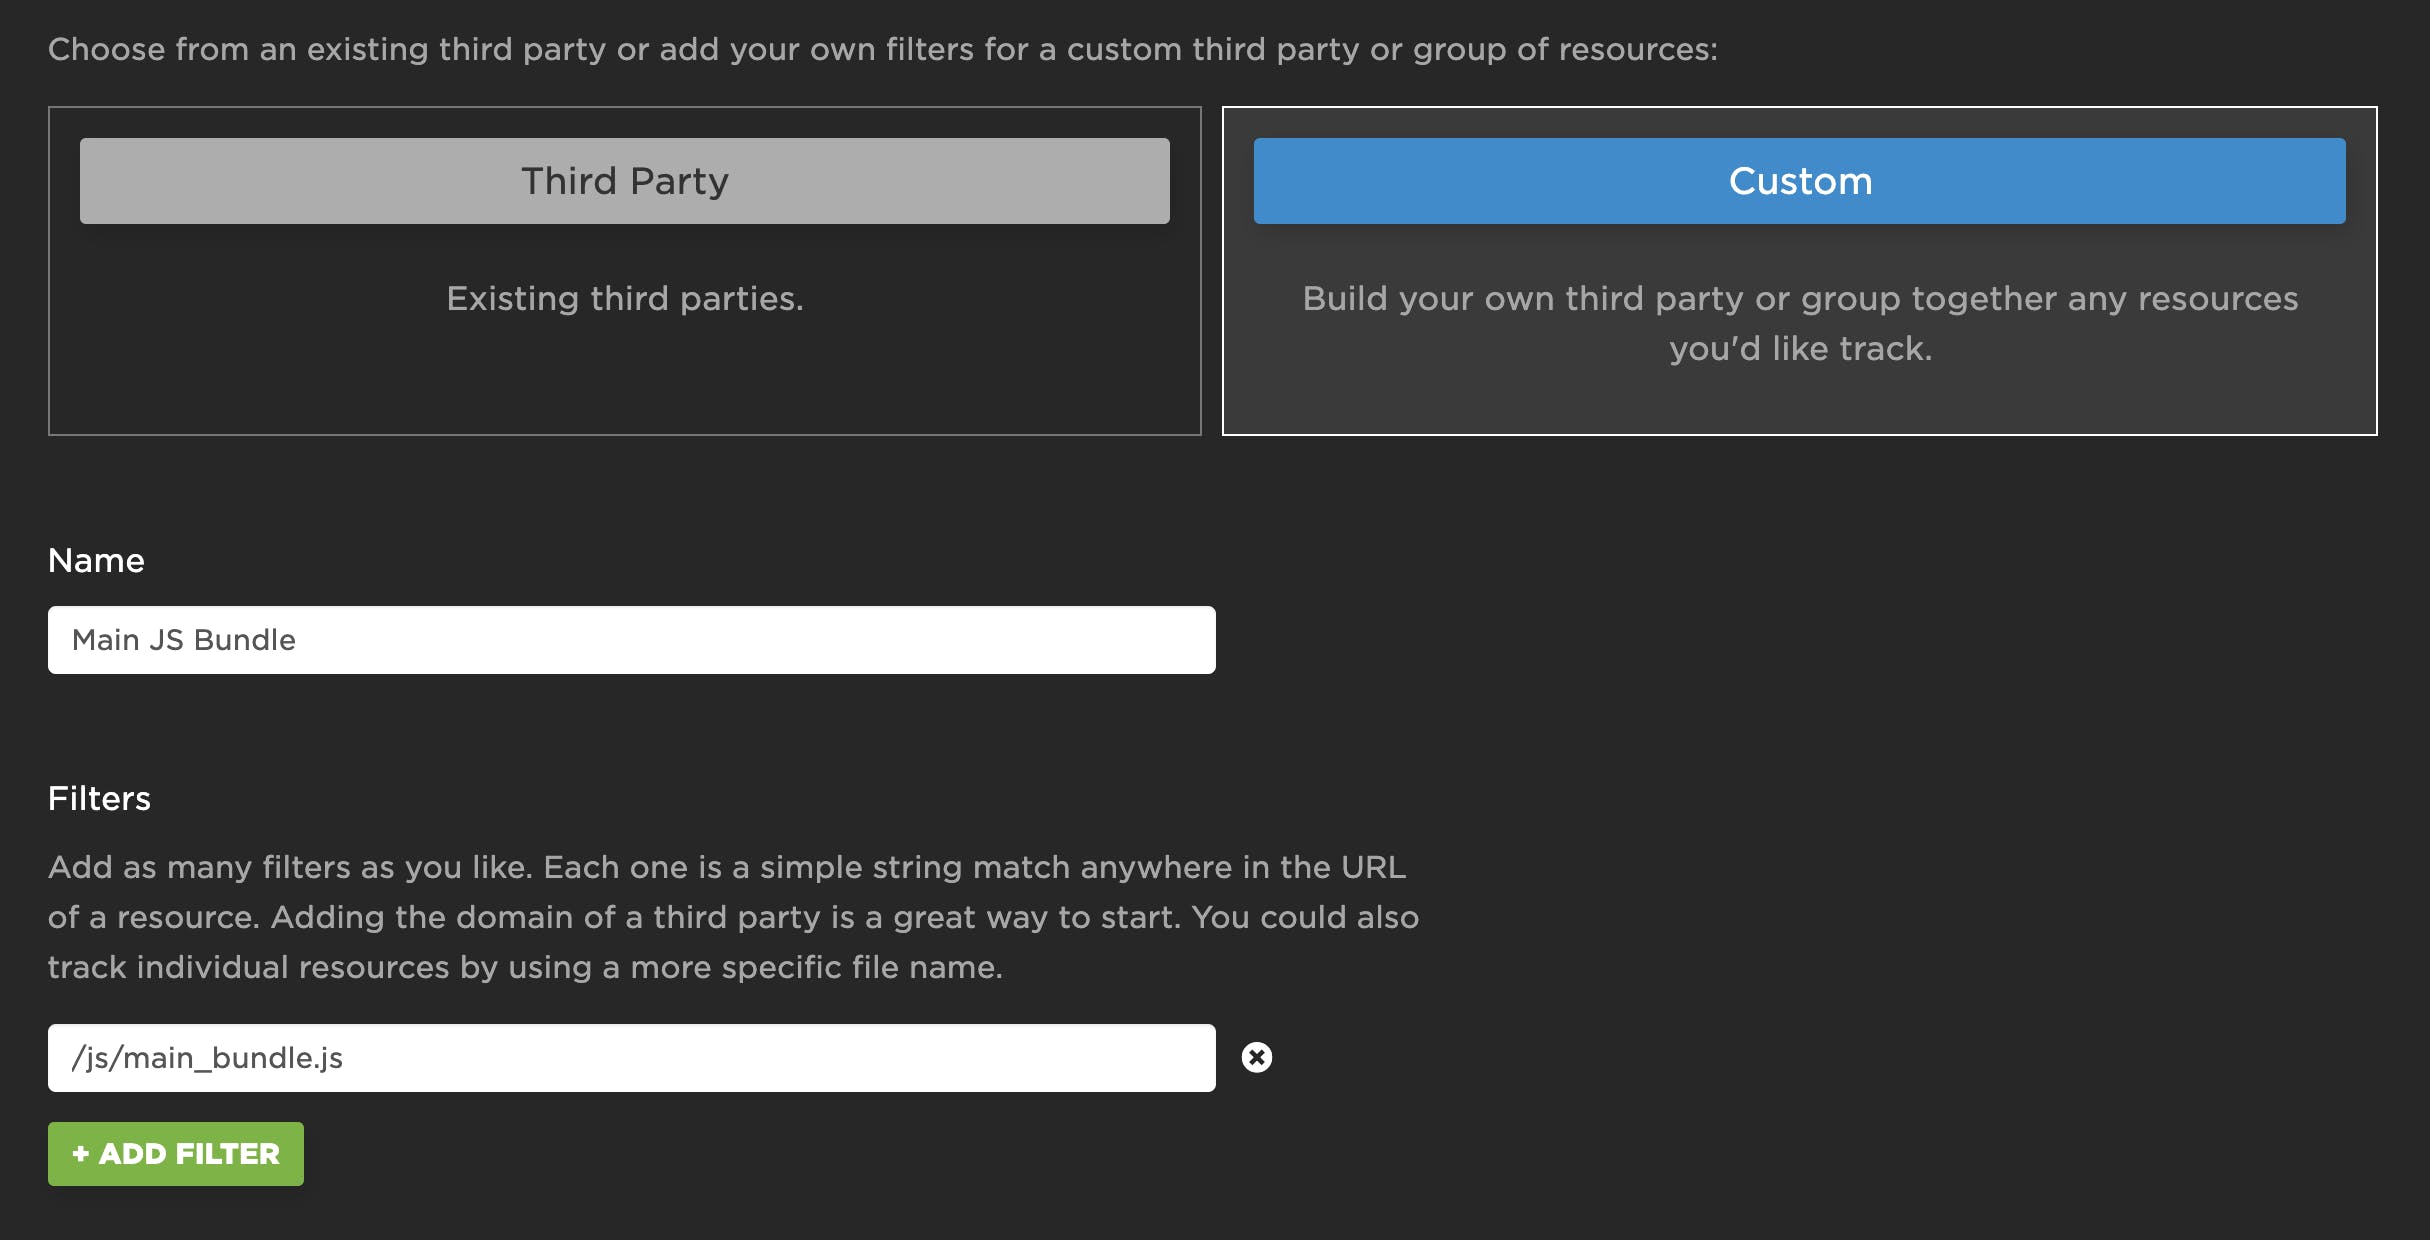 Choose from an existing third party or add your own filters for a custom third party or group of resources:
Third Party
Existing third parties.
Custom
Build your own third party or group together any resources
you'd like track.
Name
Main JS Bundle
Filters
Add as many filters as you like. Each one is a simple string match anywhere in the URL
of a resource. Adding the domain of a third party is a great way to start. You could also
track individual resources by using a more specific file name.
/js/main_bundle.js
+ ADD FILTER